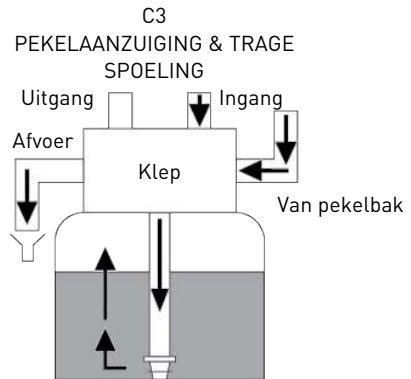 C3
PEKELAANZUIGING & TRAGE
SPOELING
Uitgang
Ingang
Afvoer
Klep
Van pekelbak